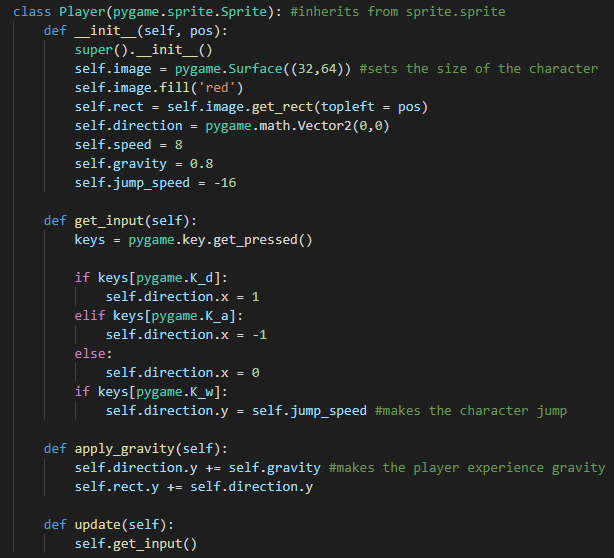 class Player(pygame.sprite.Sprite): #inherits from sprite.sprite
    def __init__(self, pos):
        super().__init__()
        self.image = pygame.Surface((32,64)) #sets the size of the character
        self.image.fill('red')
        self.rect = self.image.get_rect(topleft = pos)
        self.direction = pygame.math.Vector2(0,0)
        self.speed = 8
        self.gravity = 0.8
        self.jump_speed = -16

    def get_input(self):
        keys = pygame.key.get_pressed()

        if keys[pygame.K_d]:
            self.direction.x = 1
        elif keys[pygame.K_a]:
            self.direction.x = -1
        else:
            self.direction.x = 0
        if keys[pygame.K_w]:
            self.direction.y = self.jump_speed #makes the character jump

    def apply_gravity(self):
        self.direction.y += self.gravity #makes the player experience gravity
        self.rect.y += self.direction.y

    def update(self):
        self.get_input()